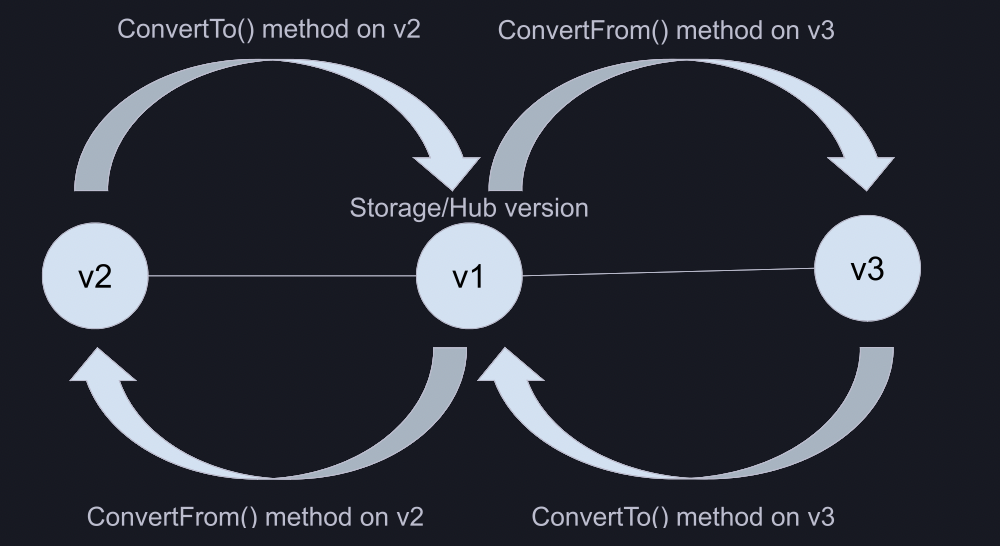 ConvertTo() method on v2
ConvertFrom() method on v3
Storage/Hub version
v2
v1
v3
ConvertFrom() method on v2
ConvertTo() method on v3